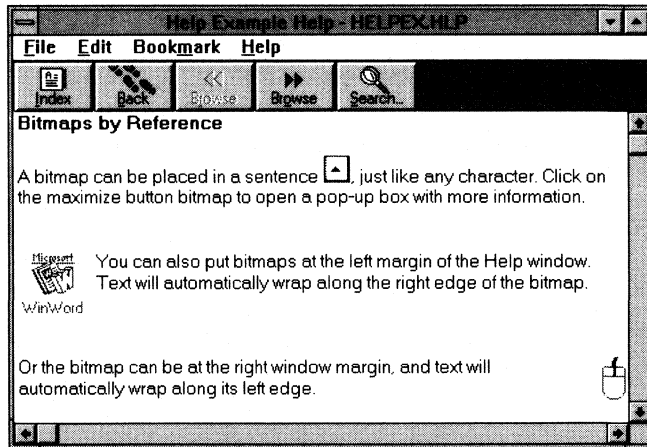 Help Example Help - HELPEX.HLP
File Edit Bookmark Help
Index Back Browse Browse Search...
Bitmaps by Reference
A bitmap can be placed in a sentence , just like any character. Click on
the maximize button bitmap to open a pop-up box with more information.
Microsoft
You can also put bitmaps at the left margin of the Help window.
Text will automatically wrap along the right edge of the bitmap.
WinWord
Or the bitmap can be at the right window margin, and text will
automatically wrap along its left edge.